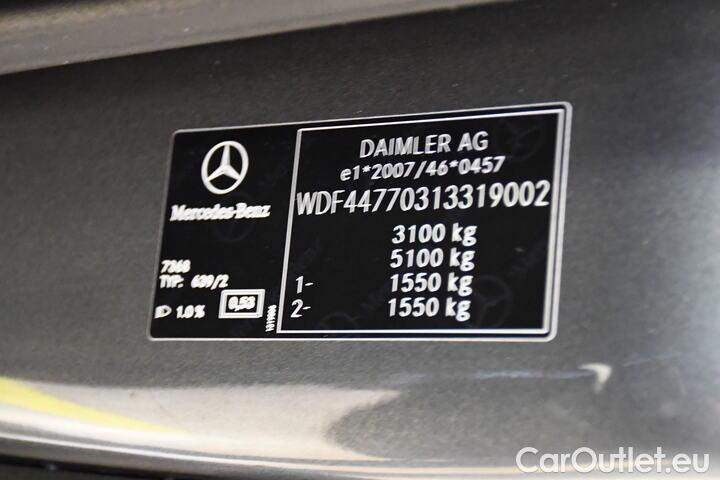 Mercedes-Benz
7368
TYP: 639/2
1.0%
0,53
DAIMLER AG
e1*2007/46*0457
WDF44770313319002
3100 kg
5100 kg
1- 1550 kg
2- 1550 kg
CarOutlet.eu